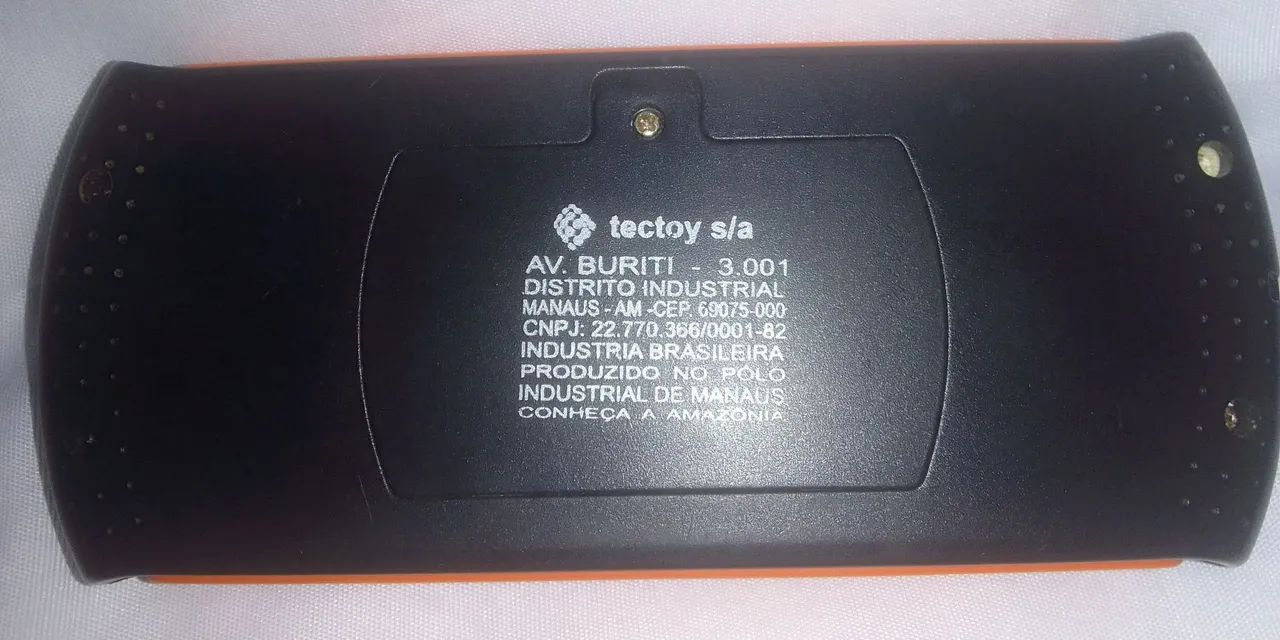 tectoy s/a
AV. BURITI - 3.001
DISTRITO INDUSTRIAL
MANAUS - AM - CEP. 69075-000
CNPJ: 22.770.366/0001-82
INDUSTRIA BRASILEIRA
PRODUZIDO NO POLO
INDUSTRIAL DE MANAUS
CONHEÇA A AMAZÔNIA